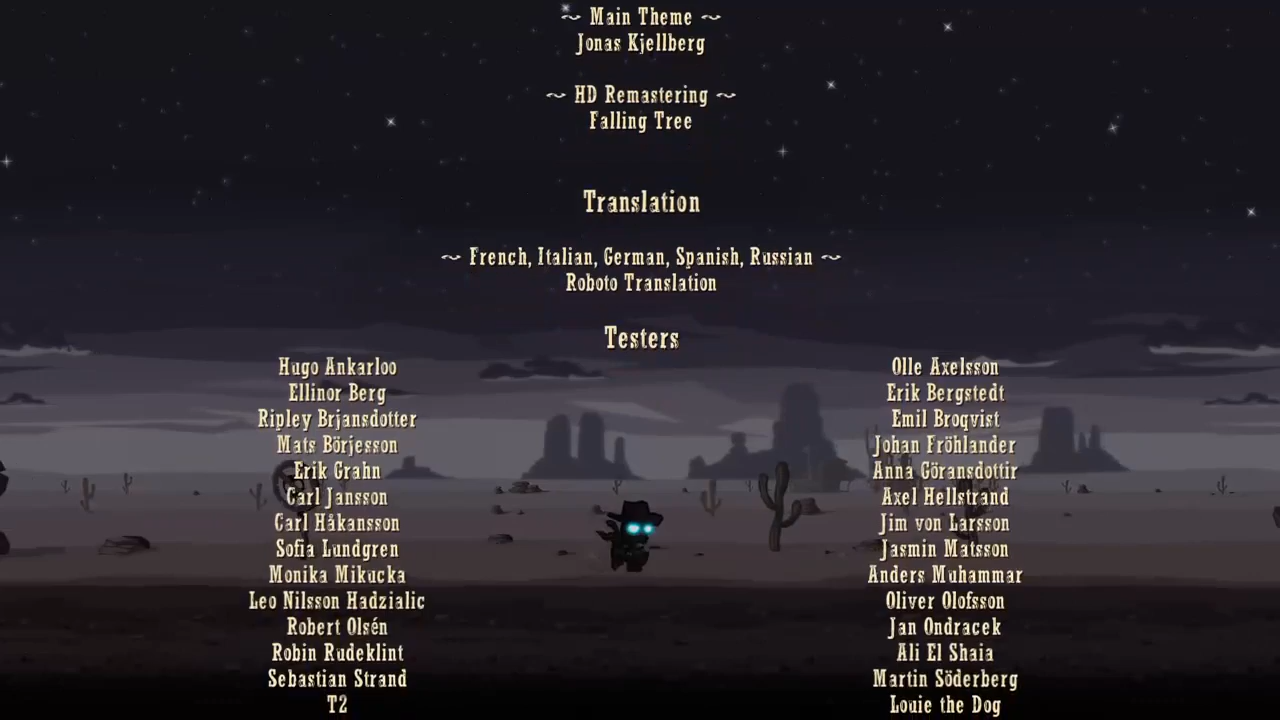 ~ Main Theme ~
Jonas Kjellberg
~ HD Remastering ~
Falling Tree
Translation
~ French, Italian, German, Spanish, Russian ~
Roboto Translation
Testers
Hugo Ankarloo
Ellinor Berg
Ripley Brjansdotter
Mats Börjesson
Erik Grahn
Carl Jansson
Carl Håkansson
Sofia Lundgren
Monika Mikucka
Leo Nilsson Hadzialic
Robert Olsén
Robin Rudeklint
Sebastian Strand
T2
Olle Axelsson
Erik Bergstedt
Emil Broqvist
Johan Fröhlander
Anna Göransdottir
Axel Hellstrand
Jim von Larsson
Jasmin Matsson
Anders Muhammar
Oliver Olofsson
Jan Ondracek
Ali El Shaia
Martin Söderberg
Louie the Dog